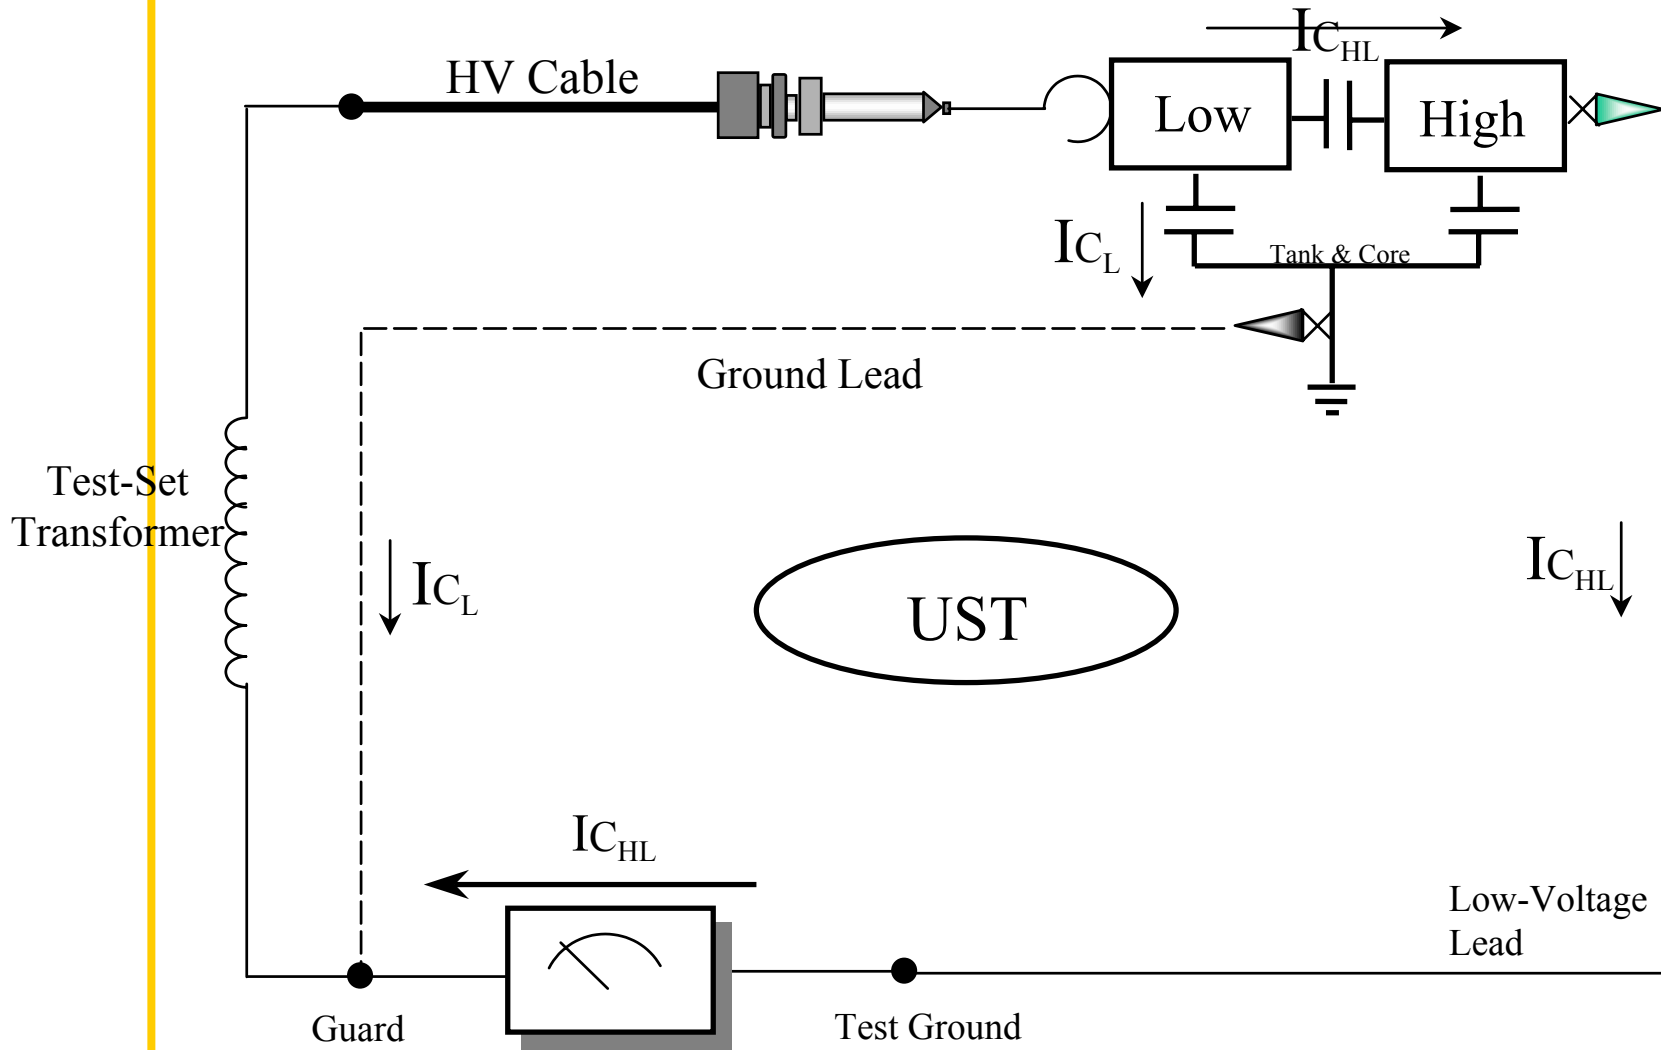 IC_HL
HV Cable
Low
High
IC_L
Tank & Core
Ground Lead
Test-Set
Transformer
IC_L
UST
IC_HL
IC_HL
Low-Voltage
Lead
Guard
Test Ground